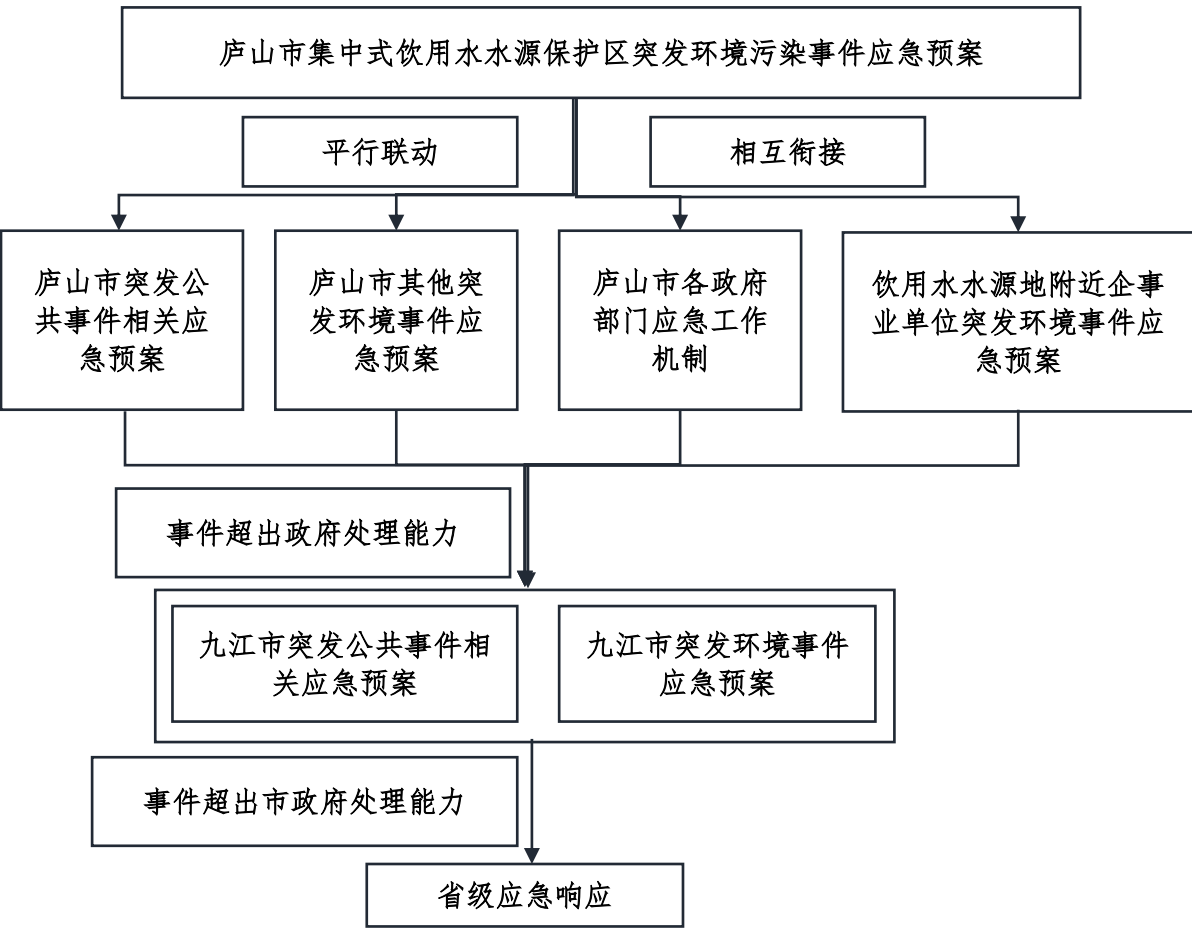 庐山市集中式饮用水水源保护区突发环境污染事件应急预案
平行联动
相互衔接
庐山市突发公
共事件相关应
急预案
庐山市其他突
发环境事件应
急预案
庐山市各政府
部门应急工作
机制
饮用水水源地附近企事
业单位突发环境事件应
急预案
事件超出政府处理能力
九江市突发公共事件相
关应急预案
九江市突发环境事件
应急预案
事件超出市政府处理能力
省级应急响应